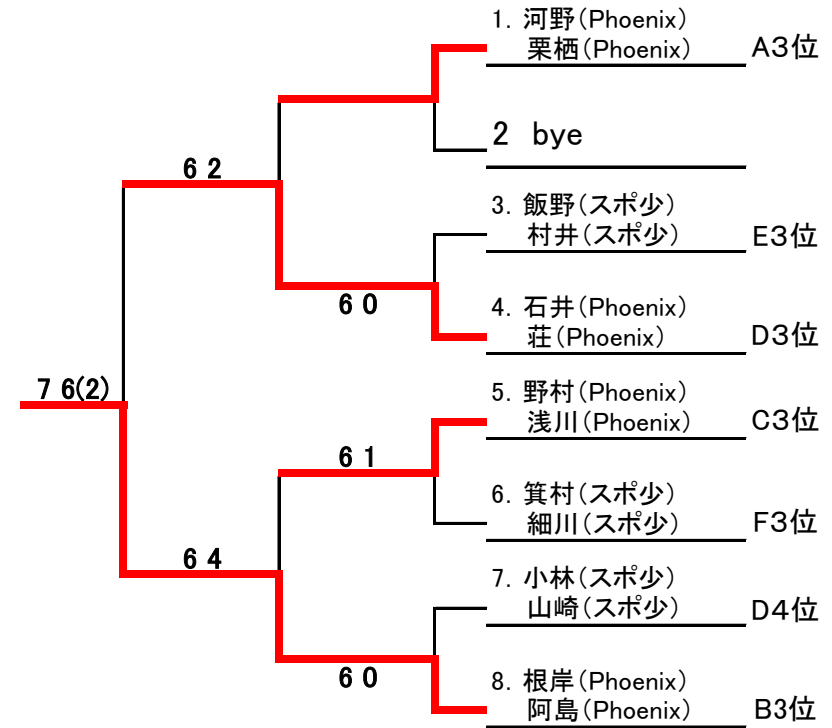 1. 河野(Phoenix)
栗栖(Phoenix) A3位
2 bye
6 2
3. 飯野(スポ少)
村井(スポ少) E3位
6 0
4. 石井(Phoenix)
荘(Phoenix) D3位
7 6(2)
5. 野村(Phoenix)
浅川(Phoenix) C3位
6 1
6. 箕村(スポ少)
細川(スポ少) F3位
6 4
7. 小林(スポ少)
山崎(スポ少) D4位
6 0
8. 根岸(Phoenix)
阿島(Phoenix) B3位